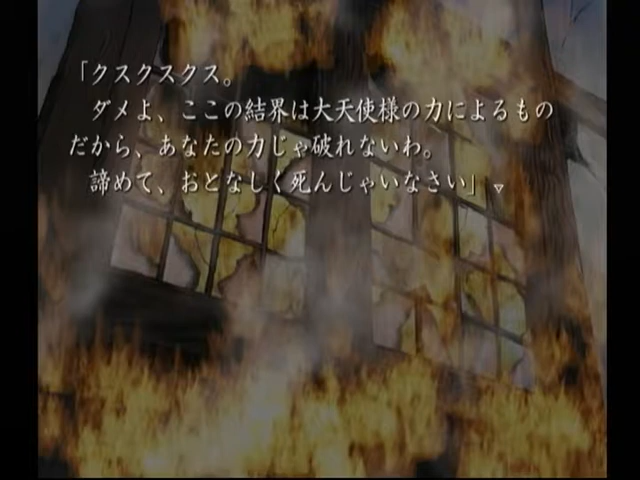 「クスクスクス。
ダメよ、ここの結界は大天使様の力によるもの
だから、あなたの力じゃ破れないわ。
諦めて、おとなしく死んじゃいなさい」